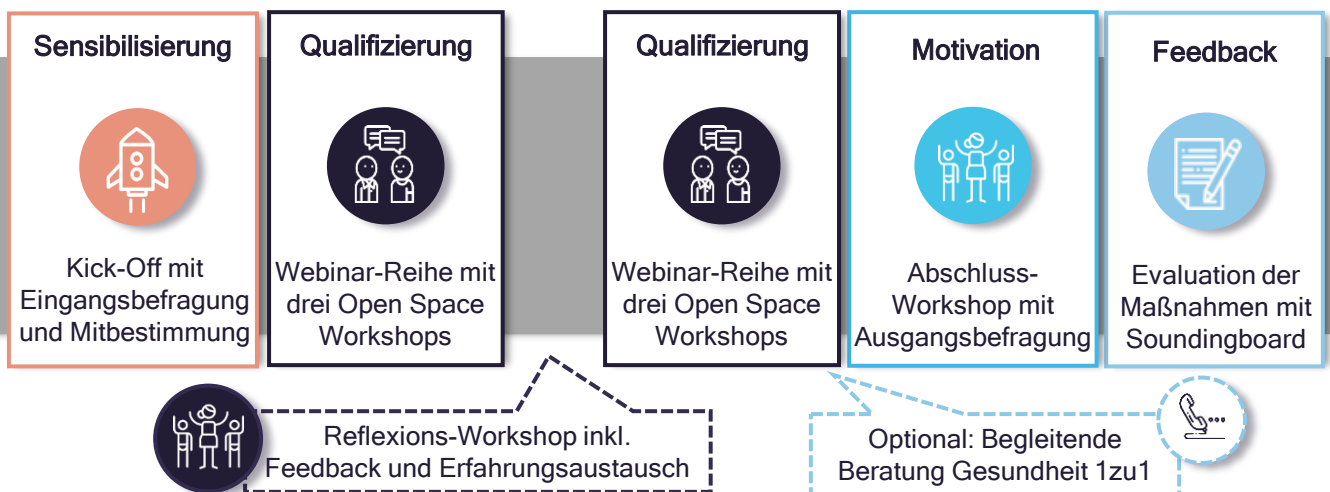 Sensibilisierung
Kick-Off mit
Eingangsbefragung
und Mitbestimmung
Qualifizierung
Webinar-Reihe mit
drei Open Space
Workshops
Qualifizierung
Webinar-Reihe mit
drei Open Space
Workshops
Motivation
Abschluss-
Workshop mit
Ausgangsbefragung
Feedback
Evaluation der
Maßnahmen mit
Soundingboard
Reflexions-Workshop inkl.
Feedback und Erfahrungsaustausch
Optional: Begleitende
Beratung Gesundheit 1zu1